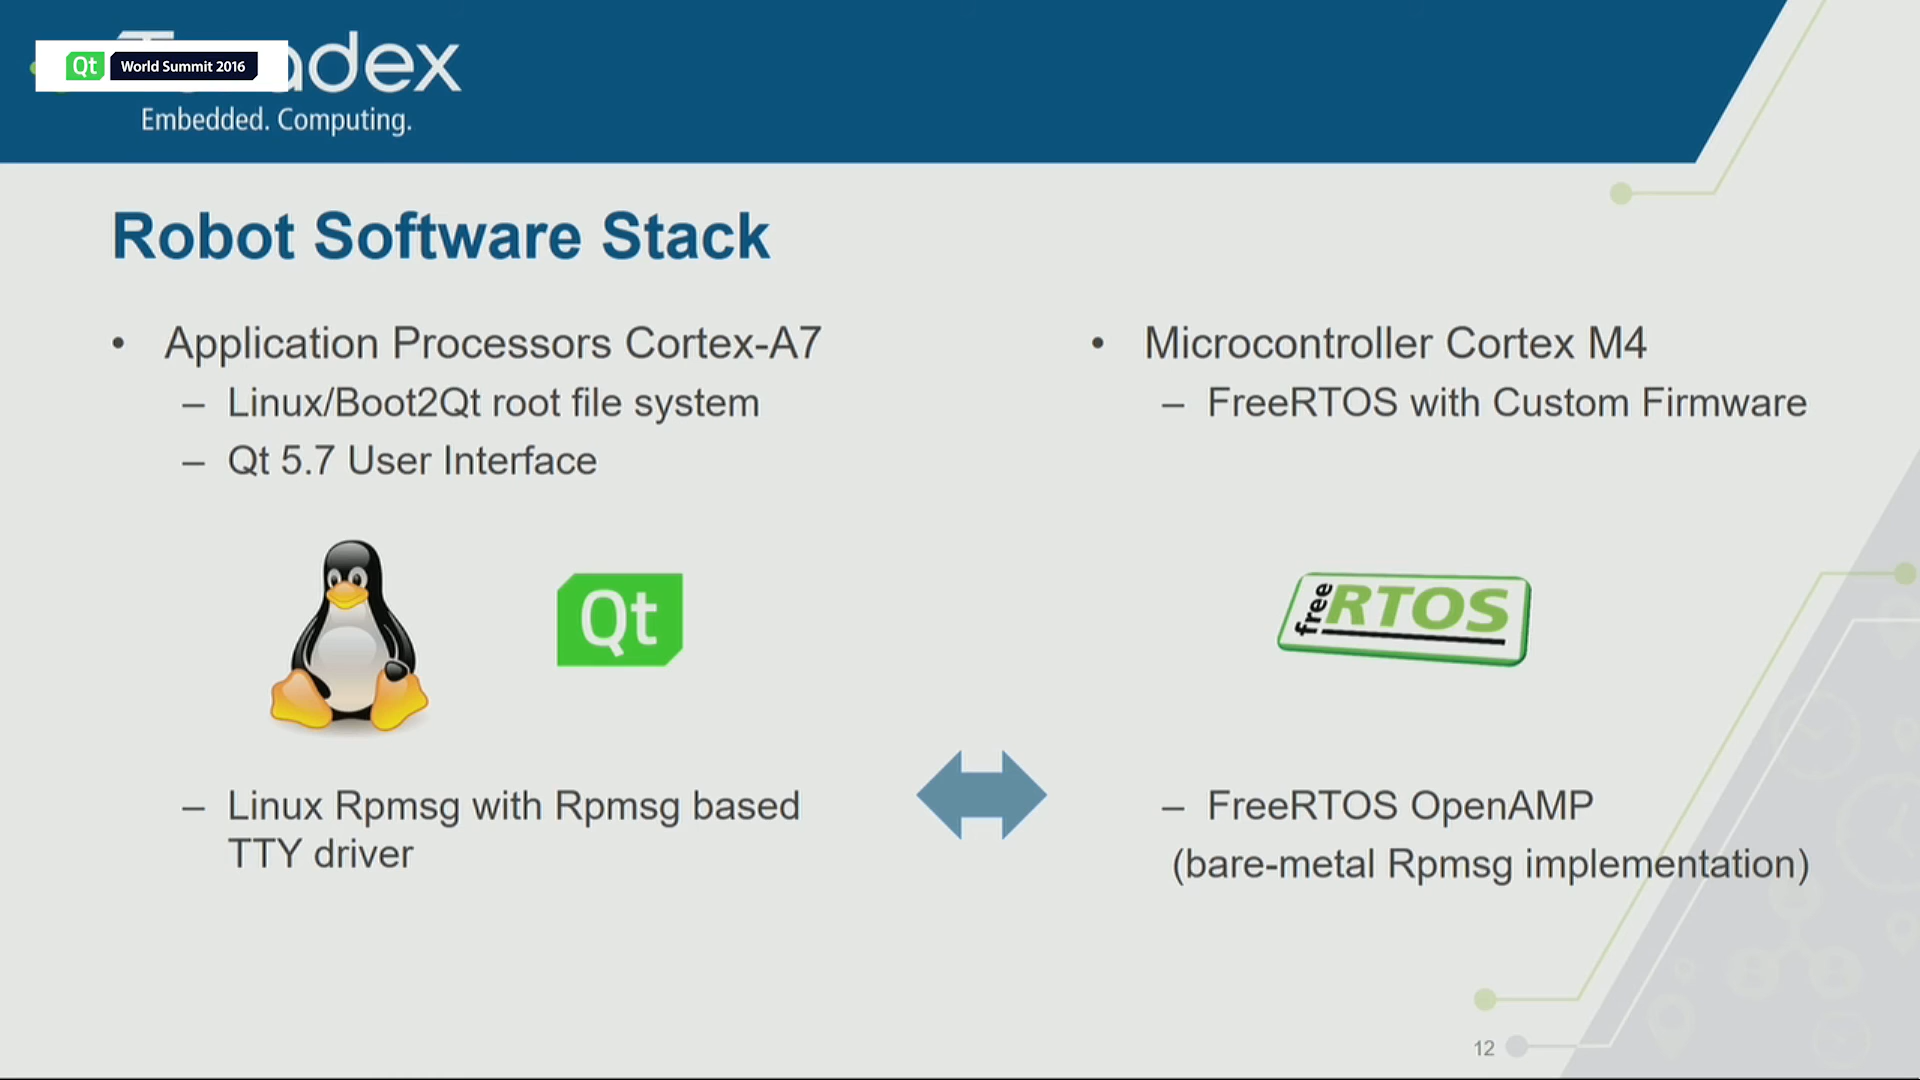 Qt World Summit 2016
Embedded. Computing.
Robot Software Stack
• Application Processors Cortex-A7
– Linux/Boot2Qt root file system
– Qt 5.7 User Interface
Qt
– Linux Rpmsg with Rpmsg based
TTY driver
• Microcontroller Cortex M4
– FreeRTOS with Custom Firmware
free RTOS
– FreeRTOS OpenAMP
(bare-metal Rpmsg implementation)
12